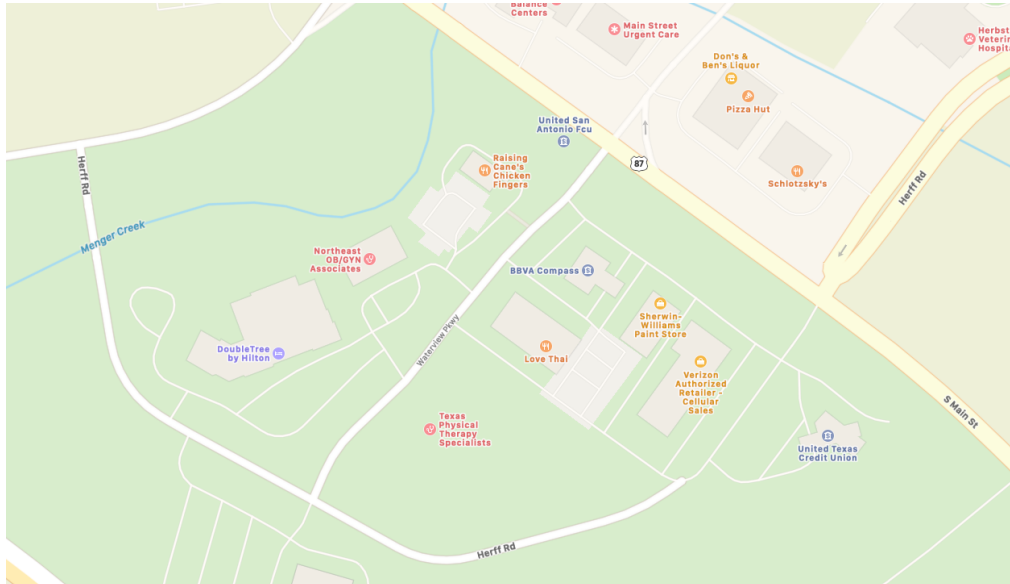 Balance
Centers
Main Street
Urgent Care
Herbst
Veterin
Hospita
Don's &
Ben's Liquor
Pizza Hut
United San
Antonio Fcu
87
Schlotzsky's
Herff Rd
Raising
Cane's
Chicken
Fingers
Herff Rd
Menger Creek
Northeast
OB/GYN
Associates
BBVA Compass
Sherwin-
Williams
Paint Store
Waterview Pkwy
DoubleTree
by Hilton
Love Thai
Verizon
Authorized
Retailer -
Cellular
Sales
S Main St
Texas
Physical
Therapy
Specialists
United Texas
Credit Union
Herff Rd